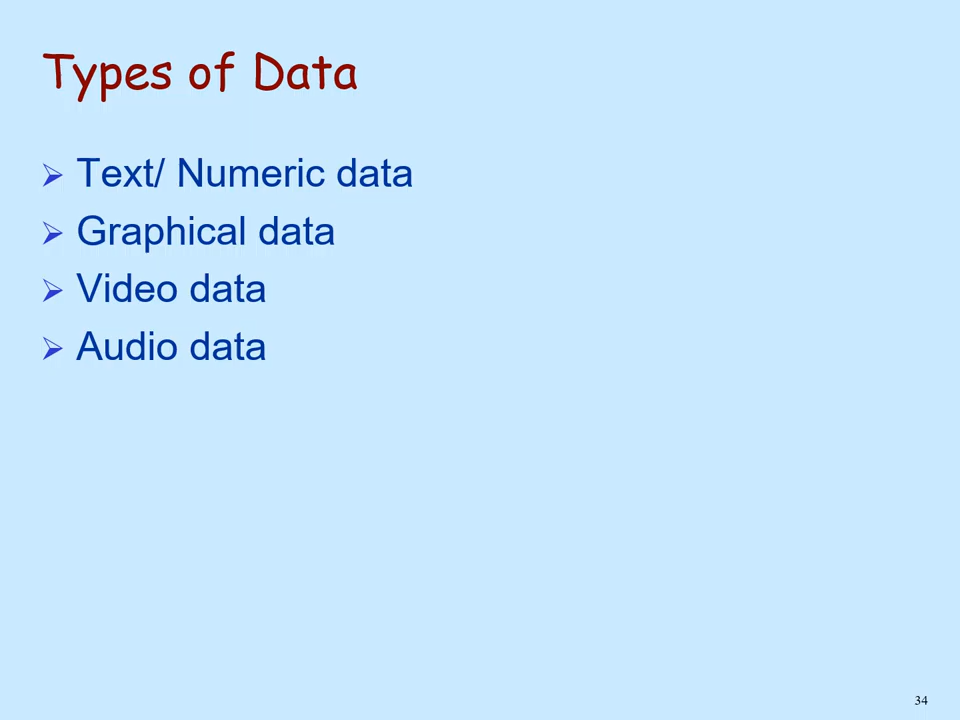 Types of Data
➢ Text/ Numeric data
➢ Graphical data
➢ Video data
➢ Audio data
34